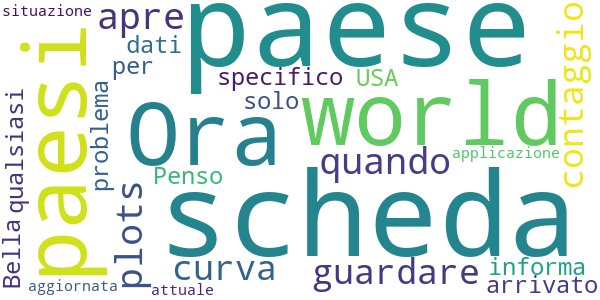 situazione
apre
paese
contaggio
dati
per
specifico
USA
paesi
solo
world
problema
Ora
qualsiasi
quando
applicazione
Penso
scheda
plots
Bella
curva
guardare
informa
arrivato
aggiornata
attuale